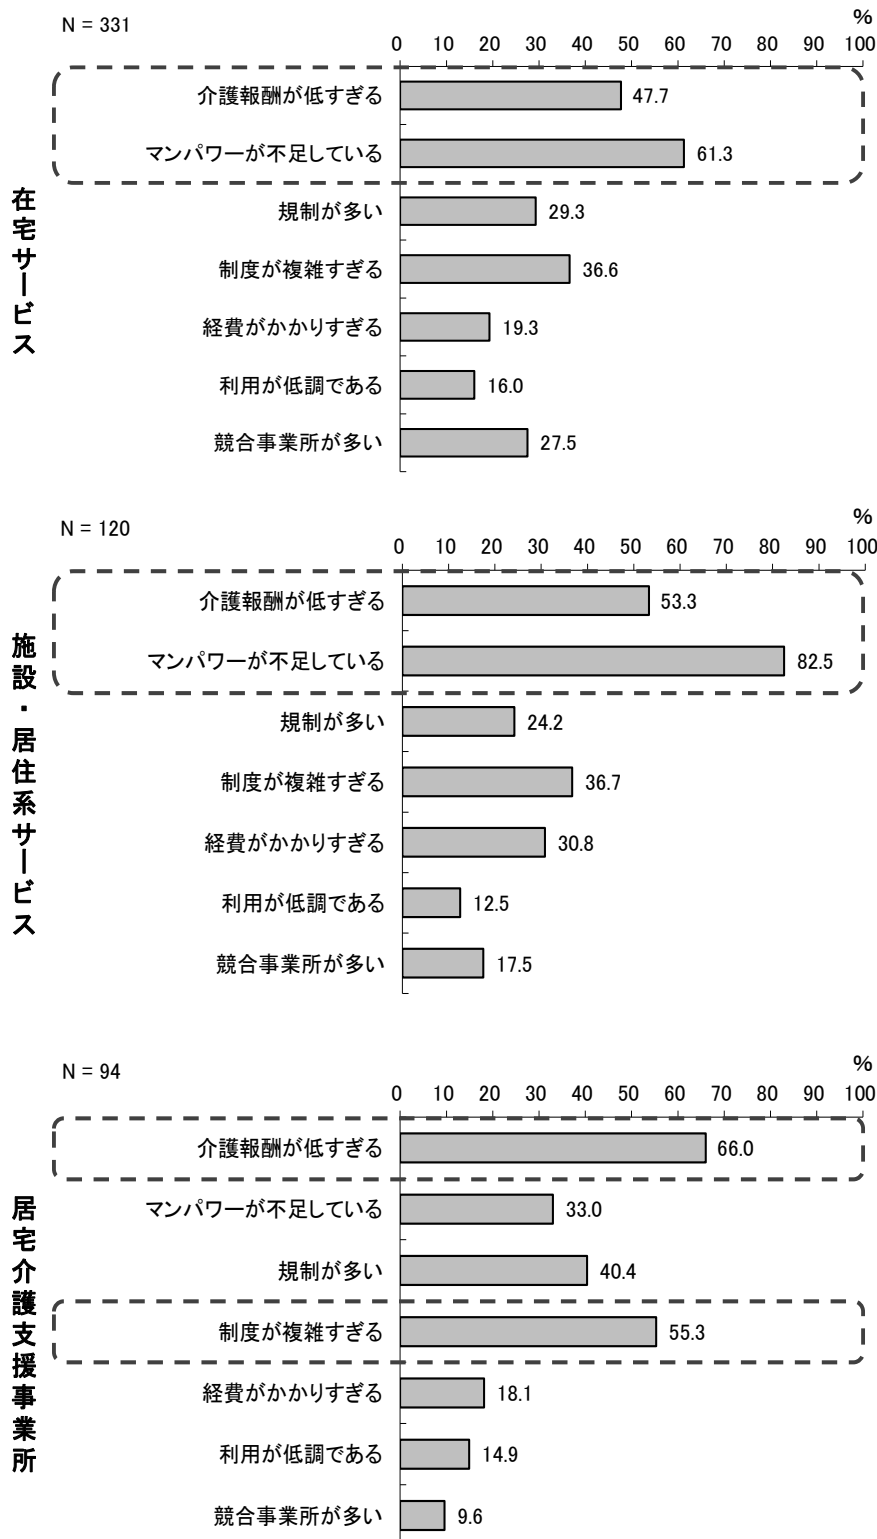 N = 331
%
0 10 20 30 40 50 60 70 80 90 100
在宅サービス
介護報酬が低すぎる 47.7
マンパワーが不足している 61.3
規制が多い 29.3
制度が複雑すぎる 36.6
経費がかかりすぎる 19.3
利用が低調である 16.0
競合事業所が多い 27.5
N = 120
%
0 10 20 30 40 50 60 70 80 90 100
施設・居住系サービス
介護報酬が低すぎる 53.3
マンパワーが不足している 82.5
規制が多い 24.2
制度が複雑すぎる 36.7
経費がかかりすぎる 30.8
利用が低調である 12.5
競合事業所が多い 17.5
N = 94
%
0 10 20 30 40 50 60 70 80 90 100
居宅介護支援事業所
介護報酬が低すぎる 66.0
マンパワーが不足している 33.0
規制が多い 40.4
制度が複雑すぎる 55.3
経費がかかりすぎる 18.1
利用が低調である 14.9
競合事業所が多い 9.6